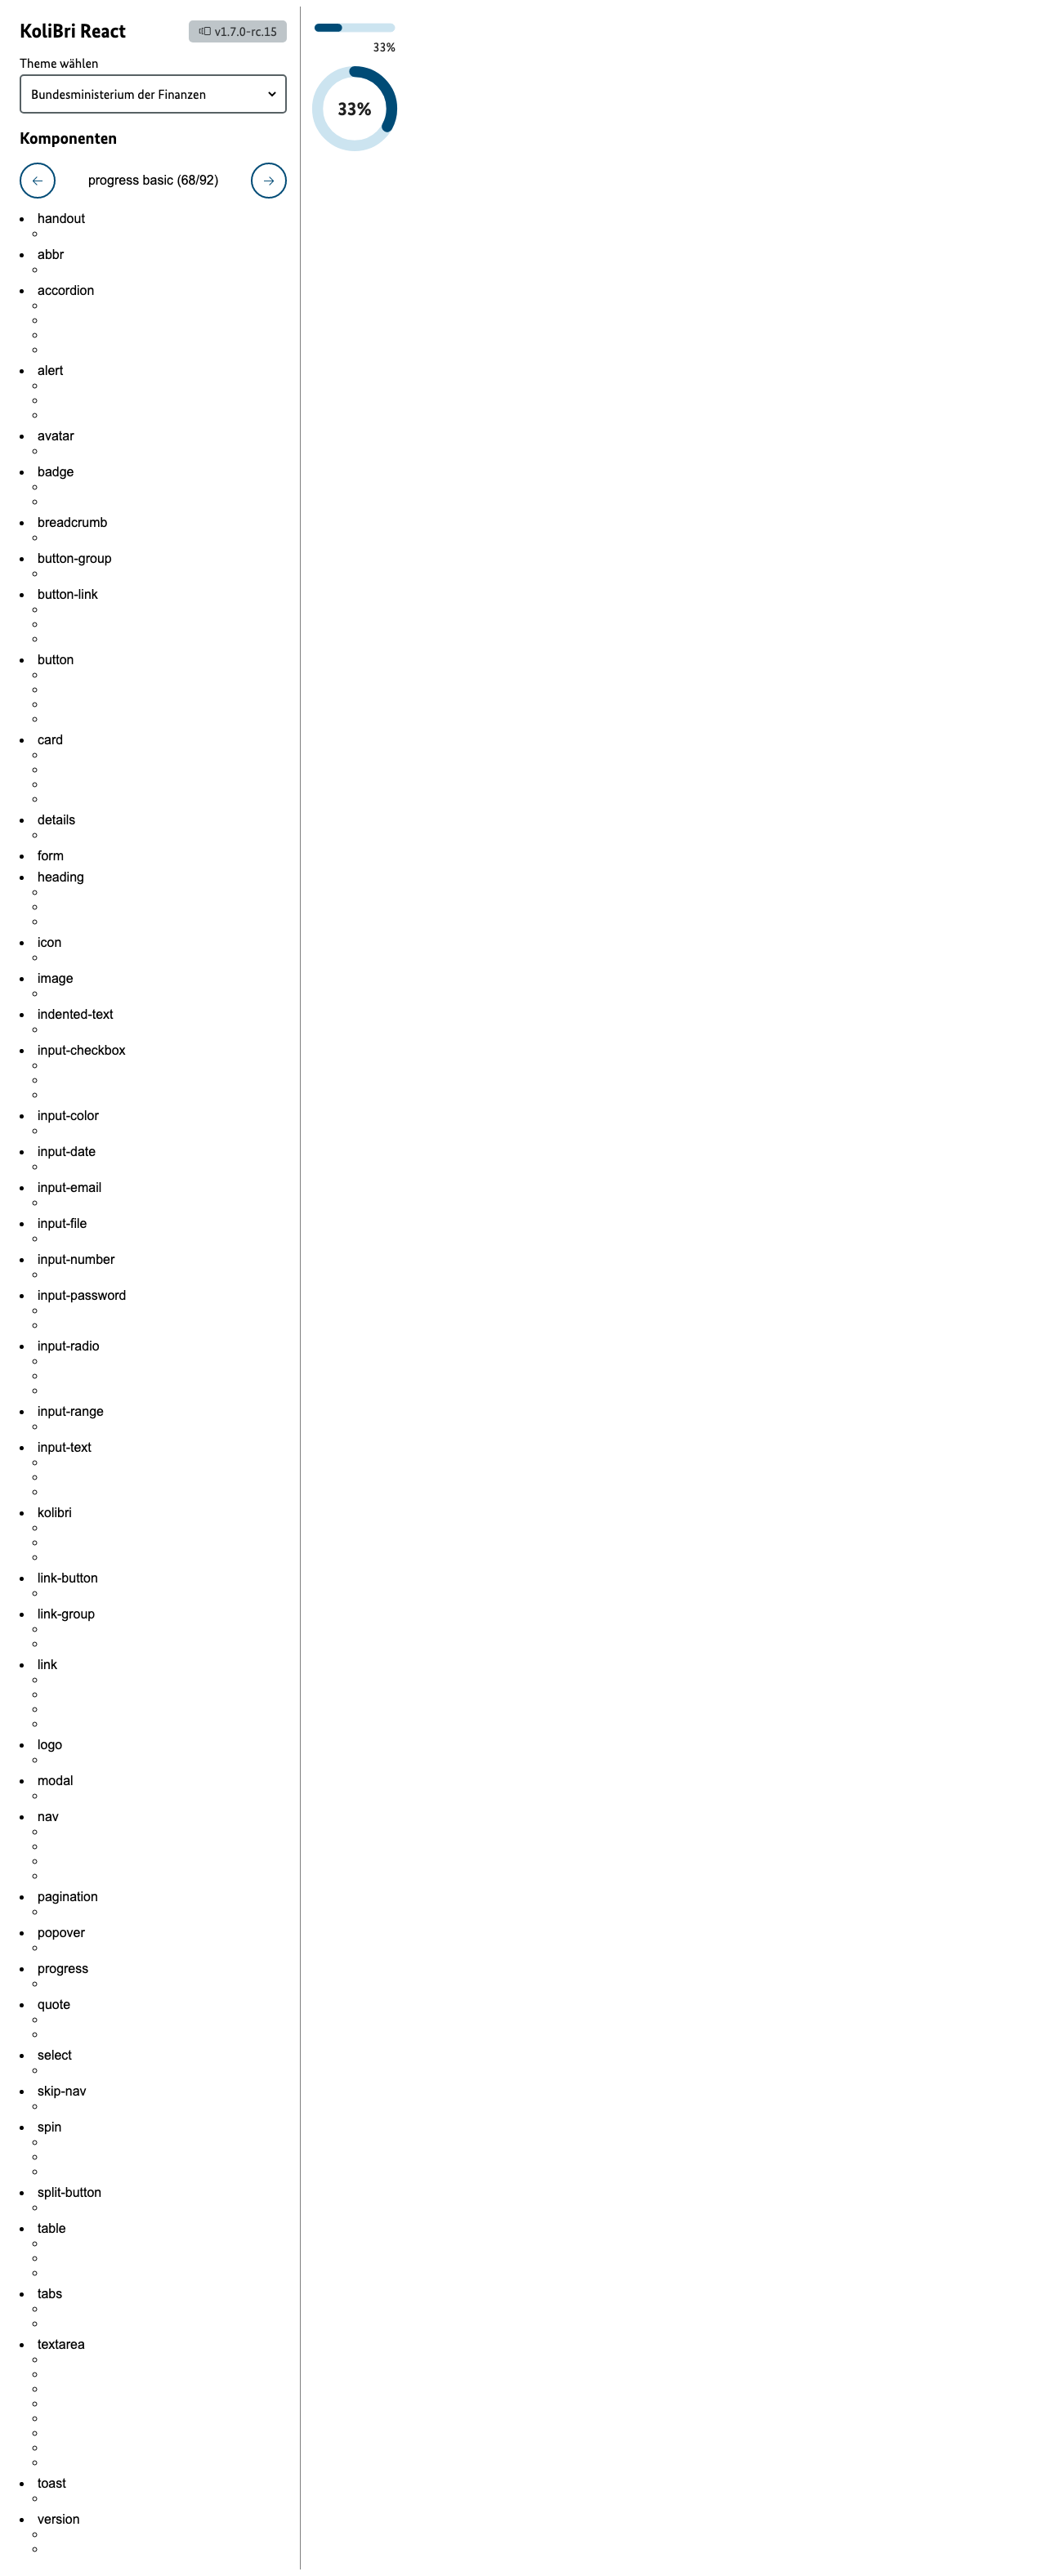 KoliBri React
v1.7.0-rc.15
Theme wählen
Bundesministerium der Finanzen
Komponenten
progress basic (68/92)
handout
abbr
accordion
alert
avatar
badge
breadcrumb
button-group
button-link
button
card
details
form
heading
icon
image
indented-text
input-checkbox
input-color
input-date
input-email
input-file
input-number
input-password
input-radio
input-range
input-text
kolibri
link-button
link-group
link
logo
modal
nav
pagination
popover
progress
quote
select
skip-nav
spin
split-button
table
tabs
textarea
toast
version
33%
33%